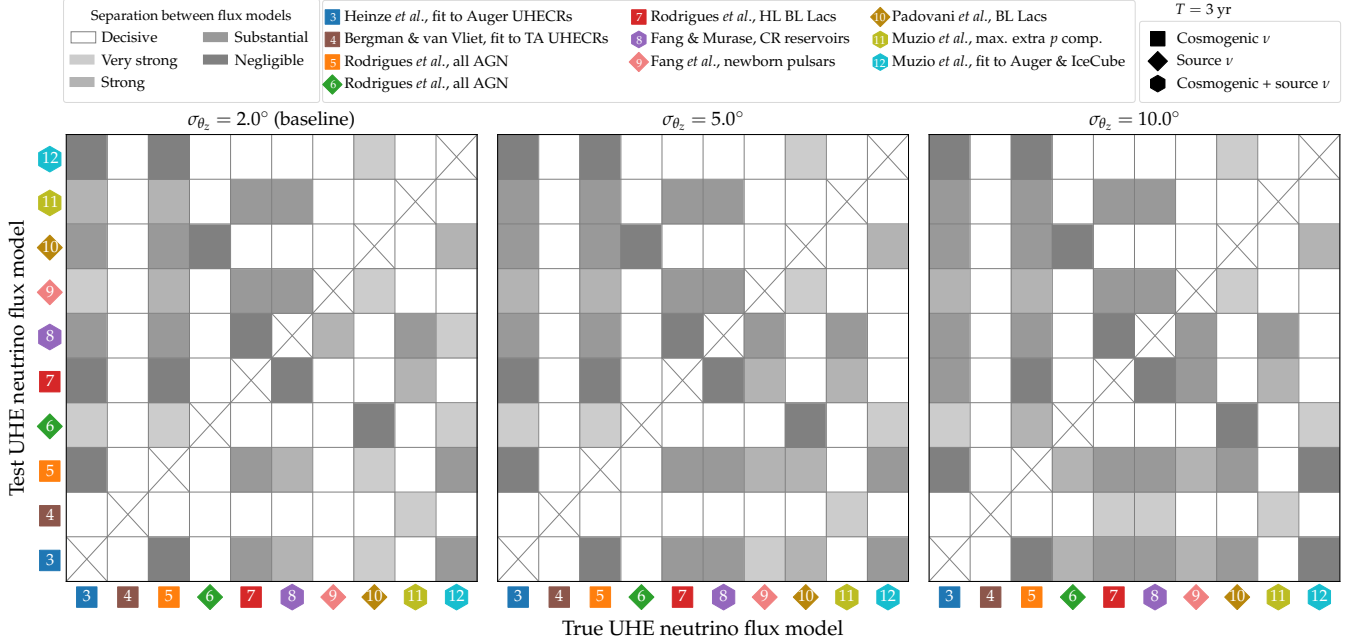 Separation between flux models
Decisive
Substantial
Very strong
Negligible
Strong
3 Heinze et al., fit to Auger UHECRs
4 Bergman & van Vliet, fit to TA UHECRs
5 Rodrigues et al., all AGN
6 Rodrigues et al., all AGN
7 Rodrigues et al., HL BL Lacs
8 Fang & Murase, CR reservoirs
9 Fang et al., newborn pulsars
10 Padovani et al., BL Lacs
11 Muzio et al., max. extra p comp.
12 Muzio et al., fit to Auger & IceCube
T = 3 yr
Cosmogenic ν
Source ν
Cosmogenic + source ν
σθz = 2.0° (baseline)
σθz = 5.0°
σθz = 10.0°
Test UHE neutrino flux model
12
11
10
9
8
7
6
5
4
3
3 4 5 6 7 8 9 10 11 12
3 4 5 6 7 8 9 10 11 12
3 4 5 6 7 8 9 10 11 12
True UHE neutrino flux model